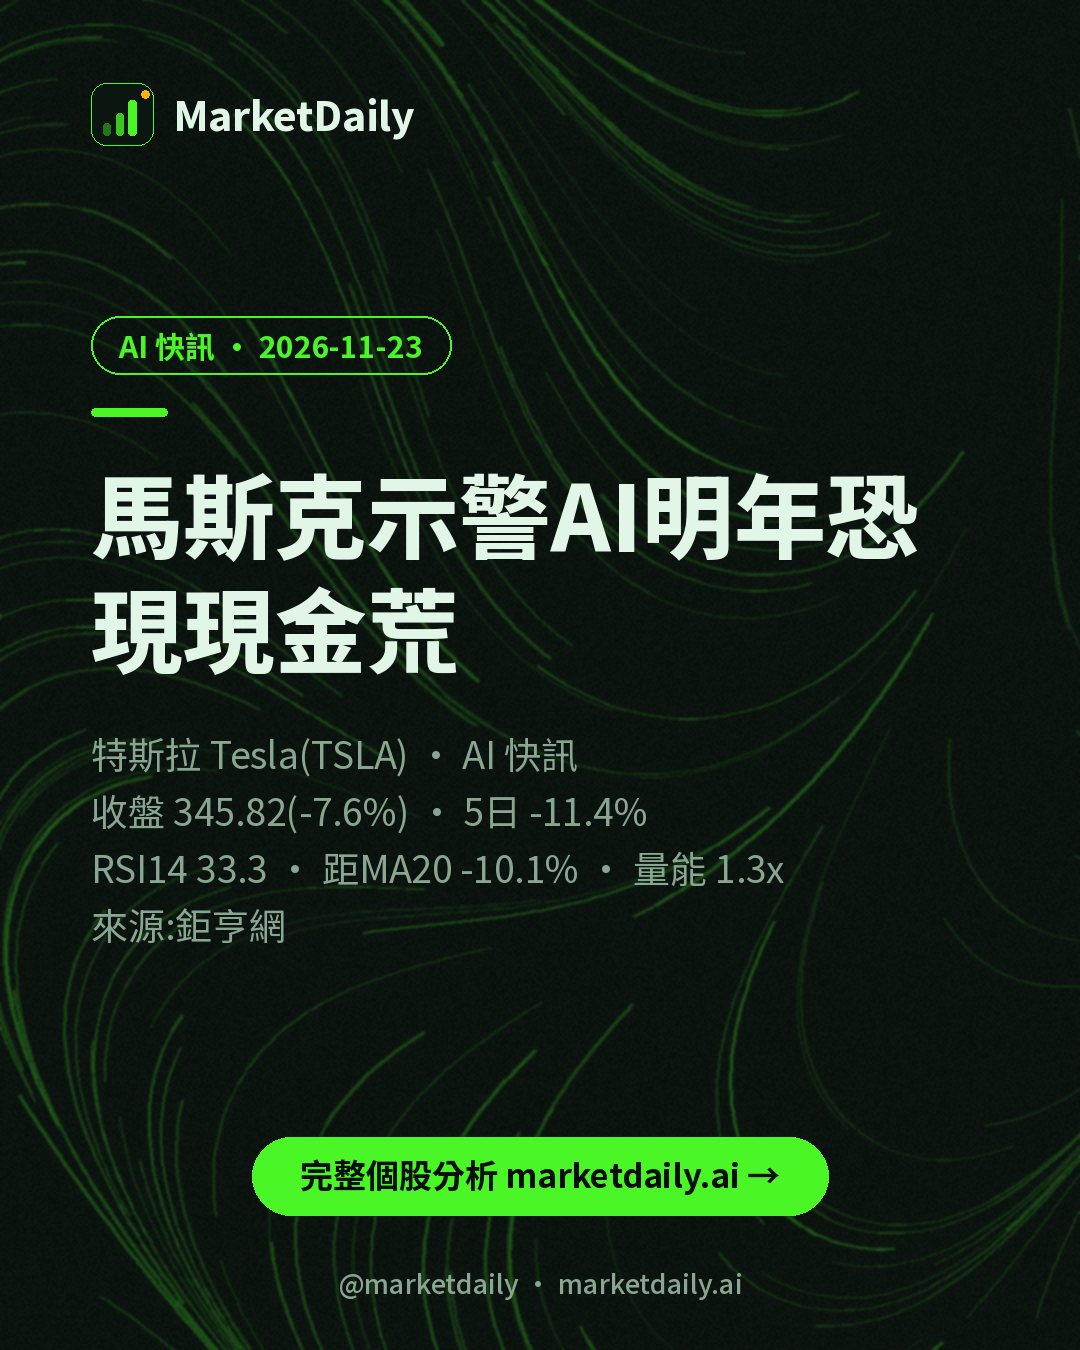 MarketDaily
AI 快訊 · 2026-11-23
馬斯克示警AI明年恐
現現金荒
特斯拉 Tesla(TSLA) · AI 快訊
收盤 345.82(-7.6%) · 5日 -11.4%
RSI14 33.3 · 距MA20 -10.1% · 量能 1.3x
來源:鉅亨網
完整個股分析 marketdaily.ai →
@marketdaily · marketdaily.ai